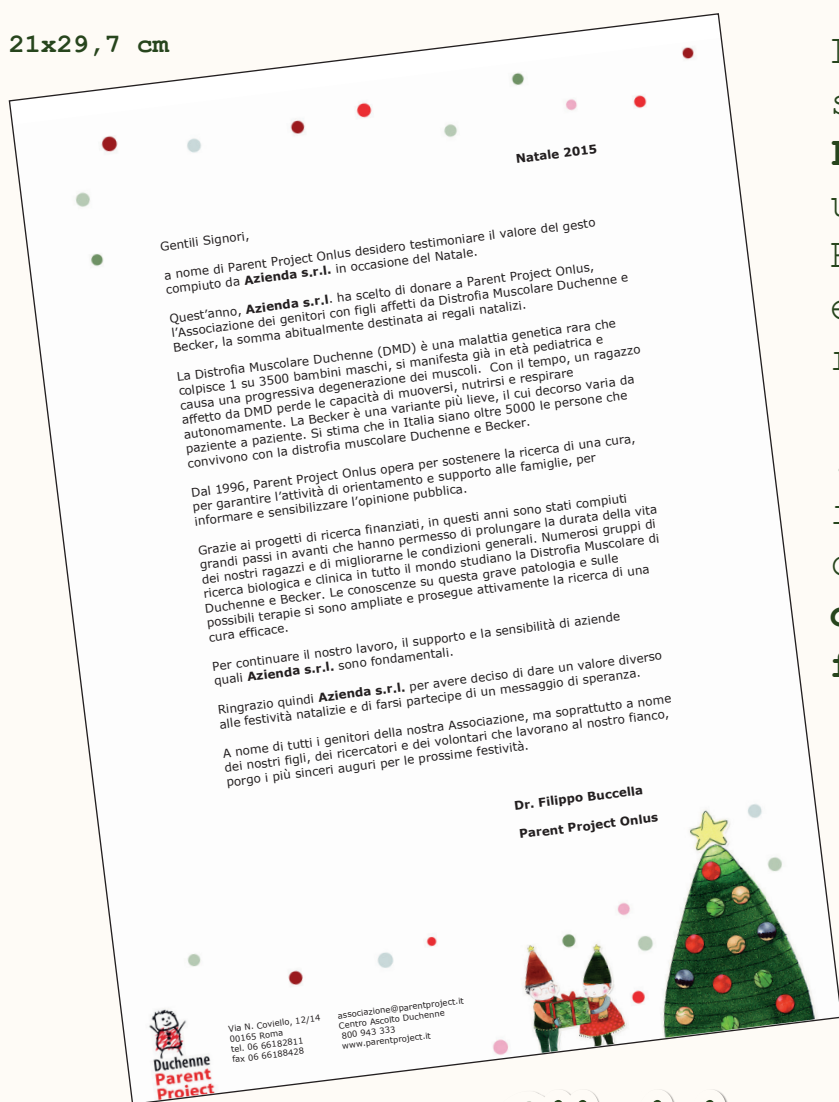 21x29,7 cm
Natale 2015
Gentili Signori,
a nome di Parent Project Onlus desidero testimoniare il valore del gesto
compiuto da Azienda s.r.l. in occasione del Natale.
Quest'anno, Azienda s.r.l. ha scelto di donare a Parent Project Onlus,
l'Associazione dei genitori con figli affetti da Distrofia Muscolare Duchenne e
Becker, la somma abitualmente destinata ai regali natalizi.
La Distrofia Muscolare Duchenne (DMD) è una malattia genetica rara che
colpisce 1 su 3500 bambini maschi, si manifesta già in età pediatrica e
causa una progressiva degenerazione dei muscoli. Con il tempo, un ragazzo
affetto da DMD perde le capacità di muoversi, nutrirsi e respirare
autonomamente. La Becker è una variante più lieve, il cui decorso varia da
paziente a paziente. Si stima che in Italia siano oltre 5000 le persone che
convivono con la distrofia muscolare Duchenne e Becker.
Dal 1996, Parent Project Onlus opera per sostenere la ricerca di una cura,
per garantire l'attività di orientamento e supporto alle famiglie, per
informare e sensibilizzare l'opinione pubblica.
Grazie ai progetti di ricerca finanziati, in questi anni sono stati compiuti
grandi passi in avanti che hanno permesso di prolungare la durata della vita
dei nostri ragazzi e di migliorarne le condizioni generali. Numerosi gruppi di
ricerca biologica e clinica in tutto il mondo studiano la Distrofia Muscolare di
Duchenne e Becker. Le conoscenze su questa grave patologia e sulle
possibili terapie si sono ampliate e prosegue attivamente la ricerca di una
cura efficace.
Per continuare il nostro lavoro, il supporto e la sensibilità di aziende
quali Azienda s.r.l. sono fondamentali.
Ringrazio quindi Azienda s.r.l. per avere deciso di dare un valore diverso
alle festività natalizie e di farsi partecipe di un messaggio di speranza.
A nome di tutti i genitori della nostra Associazione, ma soprattutto a nome
dei nostri figli, dei ricercatori e dei volontari che lavorano al nostro fianco,
porgo i più sinceri auguri per le prossime festività.
Dr. Filippo Buccella
Parent Project Onlus
Duchenne
Parent
Project
Via N. Coviello, 12/14
00165 Roma
tel. 06 66182811
fax 06 66188428
associazione@parentproject.it
Centro Ascolto Duchenne
800 943 333
www.parentproject.it